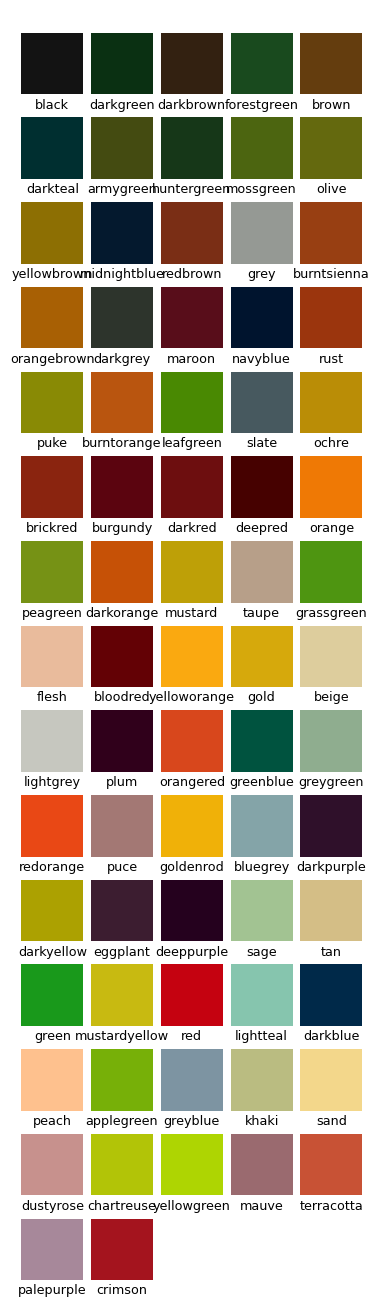 black darkgreen darkbrown forestgreen brown
darkteal armygreen huntergreen mossgreen olive
yellowbrown midnightblue redbrown grey burntsienna
orangebrown darkgrey maroon navyblue rust
puke burntorange leafgreen slate ochre
brickred burgundy darkred deepred orange
peagreen darkorange mustard taupe grassgreen
flesh bloodred yelloworange gold beige
lightgrey plum orangered greenblue greygreen
redorange puce goldenrod bluegrey darkpurple
darkyellow eggplant deeppurple sage tan
green mustardyellow red lightteal darkblue
peach applegreen greyblue khaki sand
dustyrose chartreuse yellowgreen mauve terracotta
palepurple crimson